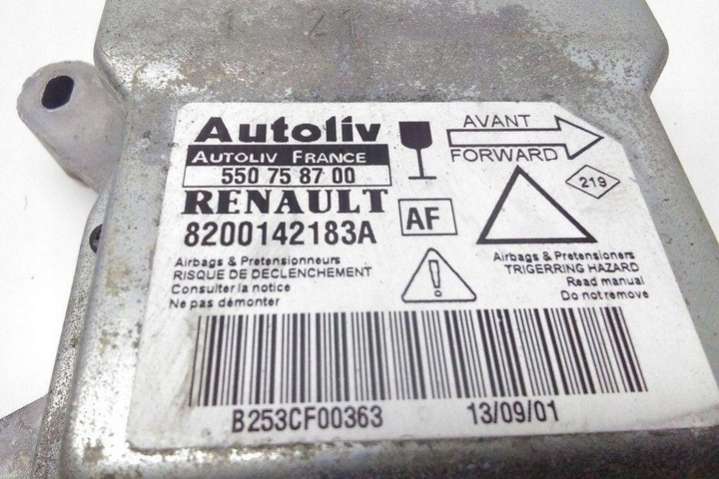 Autoliv
AUTOLIV FRANCE
550 75 87 00
RENAULT
8200142183A
AF
AVANT
FORWARD
219
Airbags & Pretensionneurs
RISQUE DE DECLENCHEMENT
Consulter la notice
Ne pas démonter
Airbags & Pretensioners
TRIGERRING HAZARD
Read manual
Do not remove
B253CF00363
13/09/01